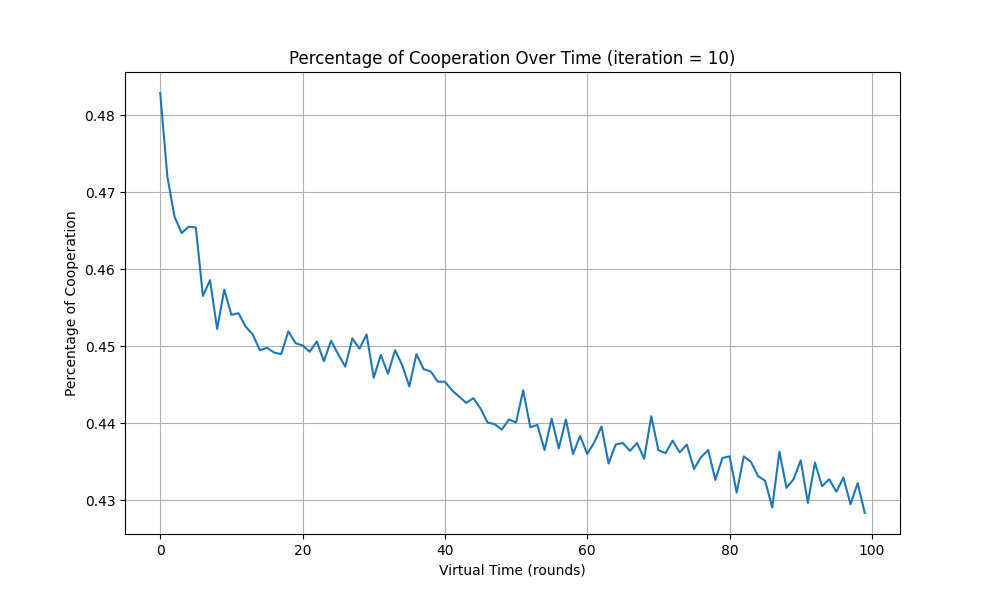 Percentage of Cooperation Over Time (iteration = 10)
Percentage of Cooperation
0.48
0.47
0.46
0.45
0.44
0.43
0 20 40 60 80 100
Virtual Time (rounds)